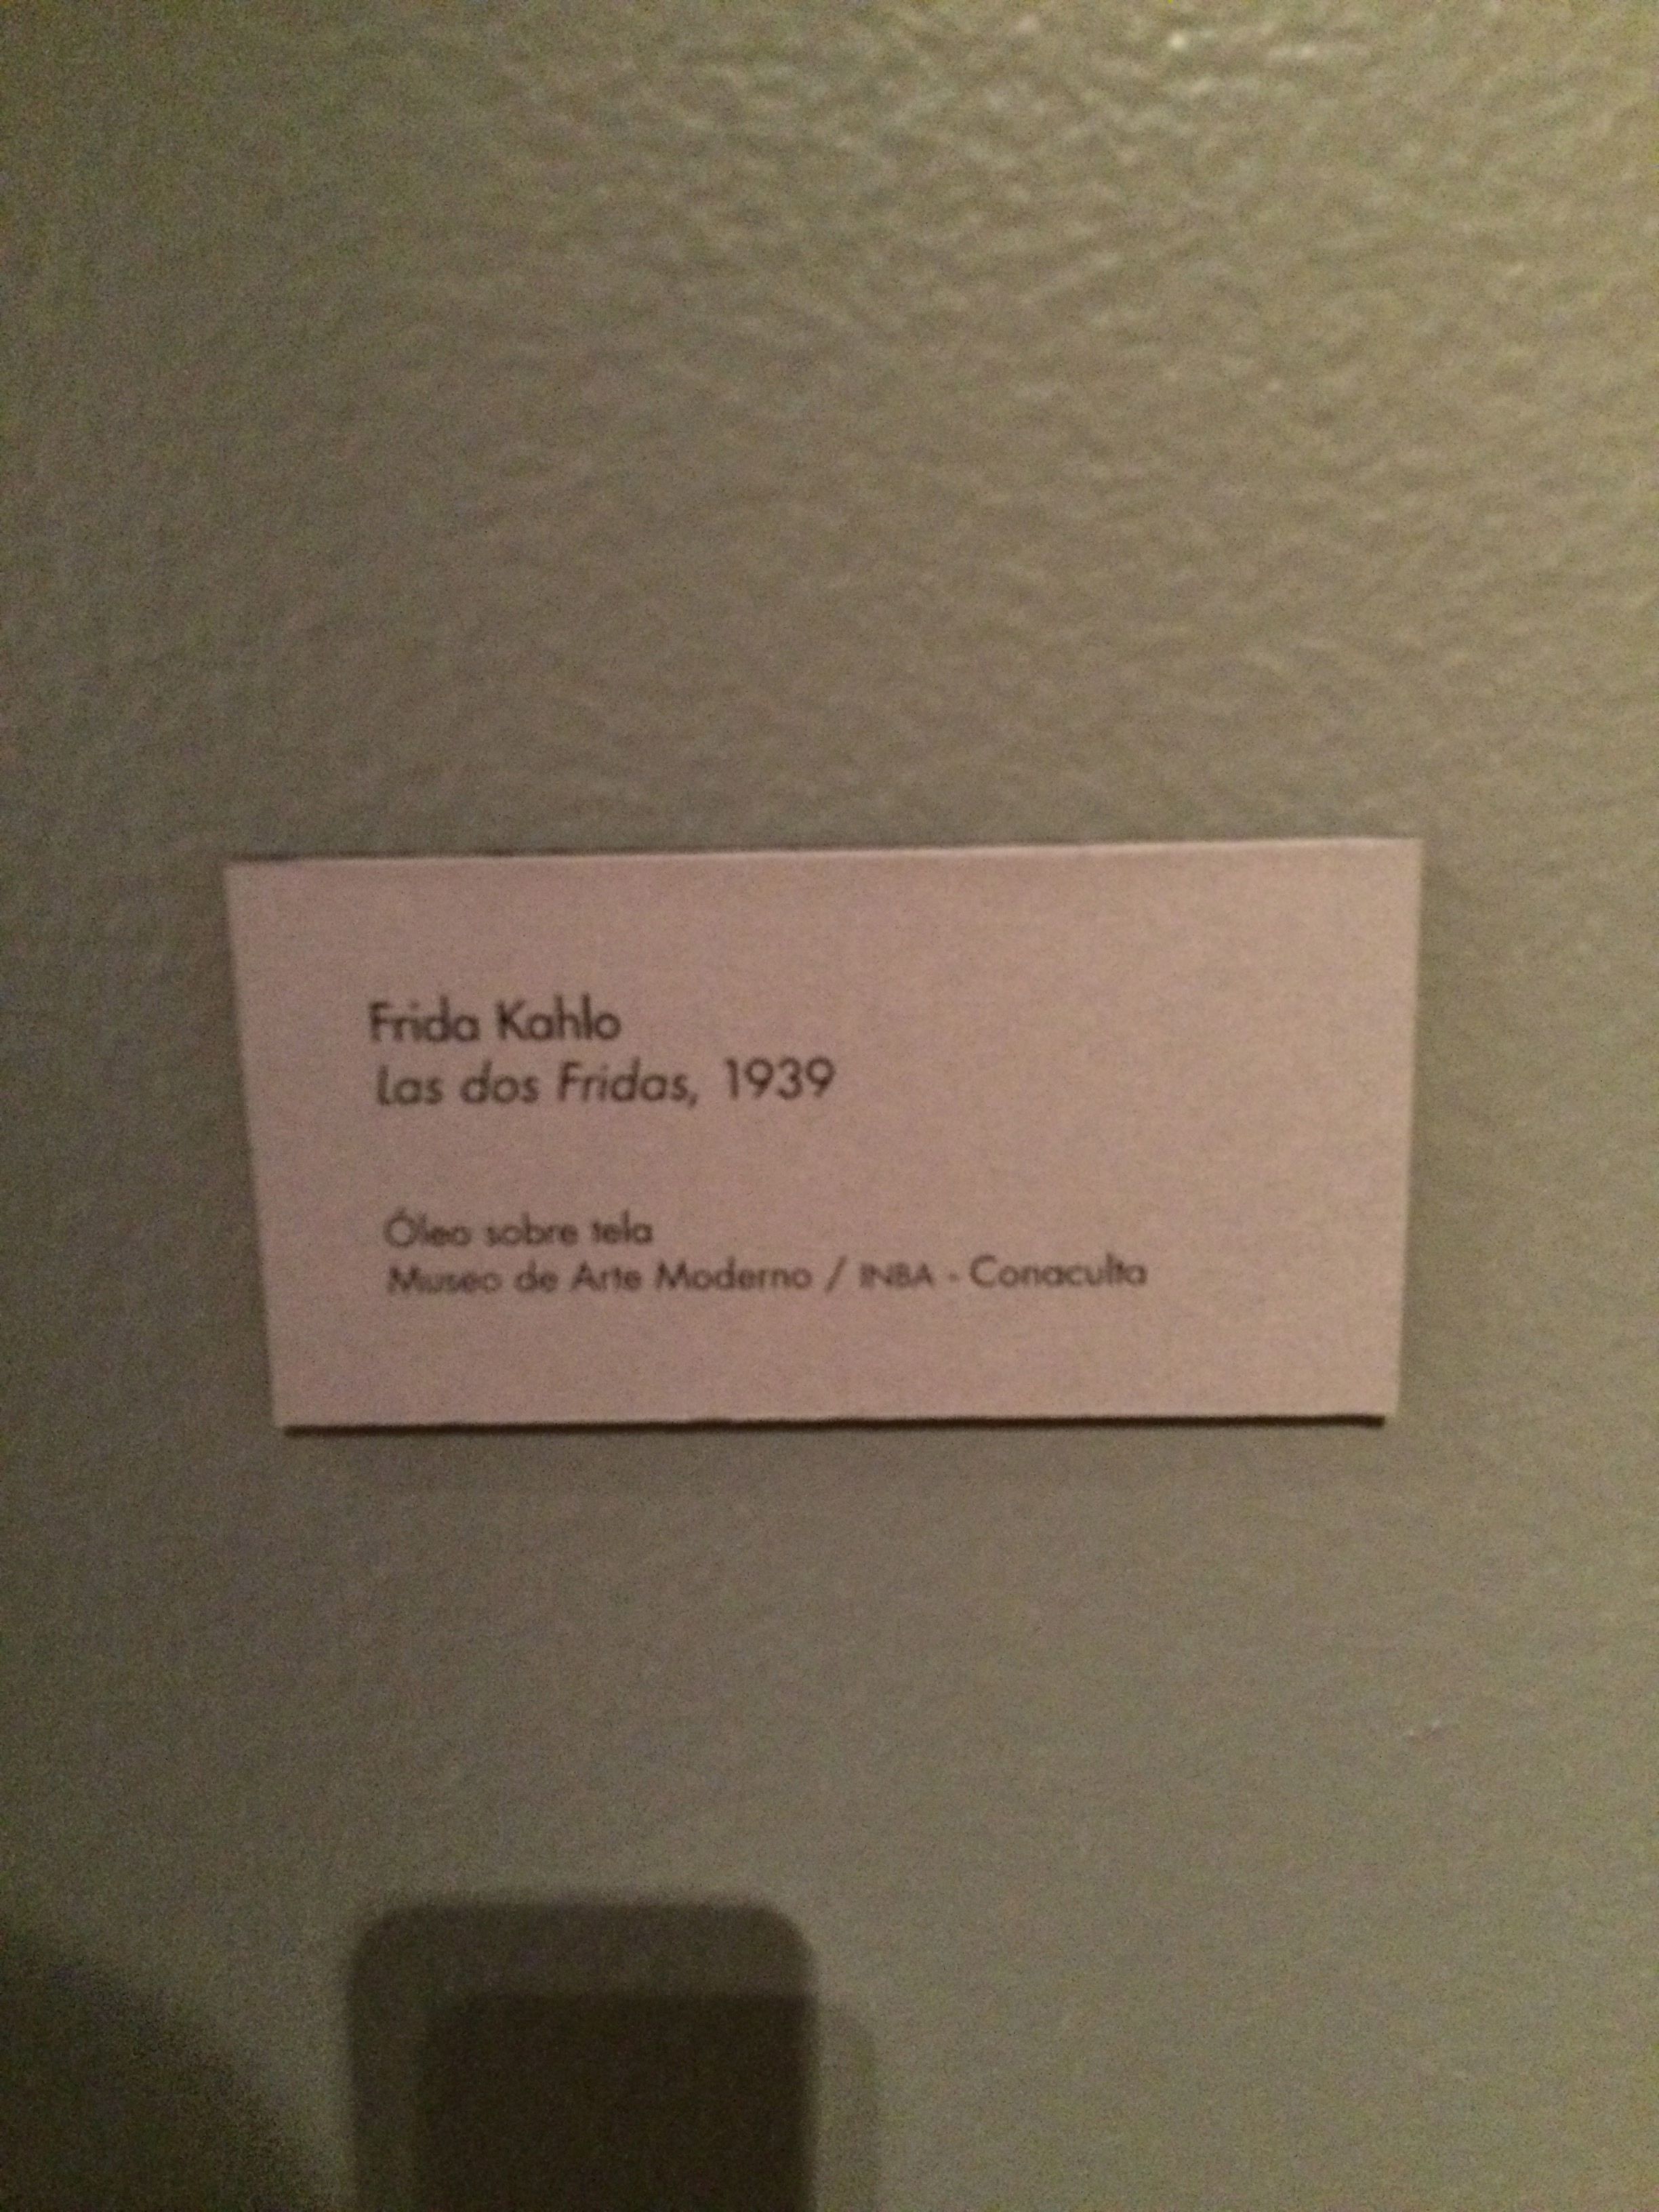 Frida Kahlo
Las dos Fridas, 1939
Óleo sobre tela
Museo de Arte Moderno / INBA - Conaculta